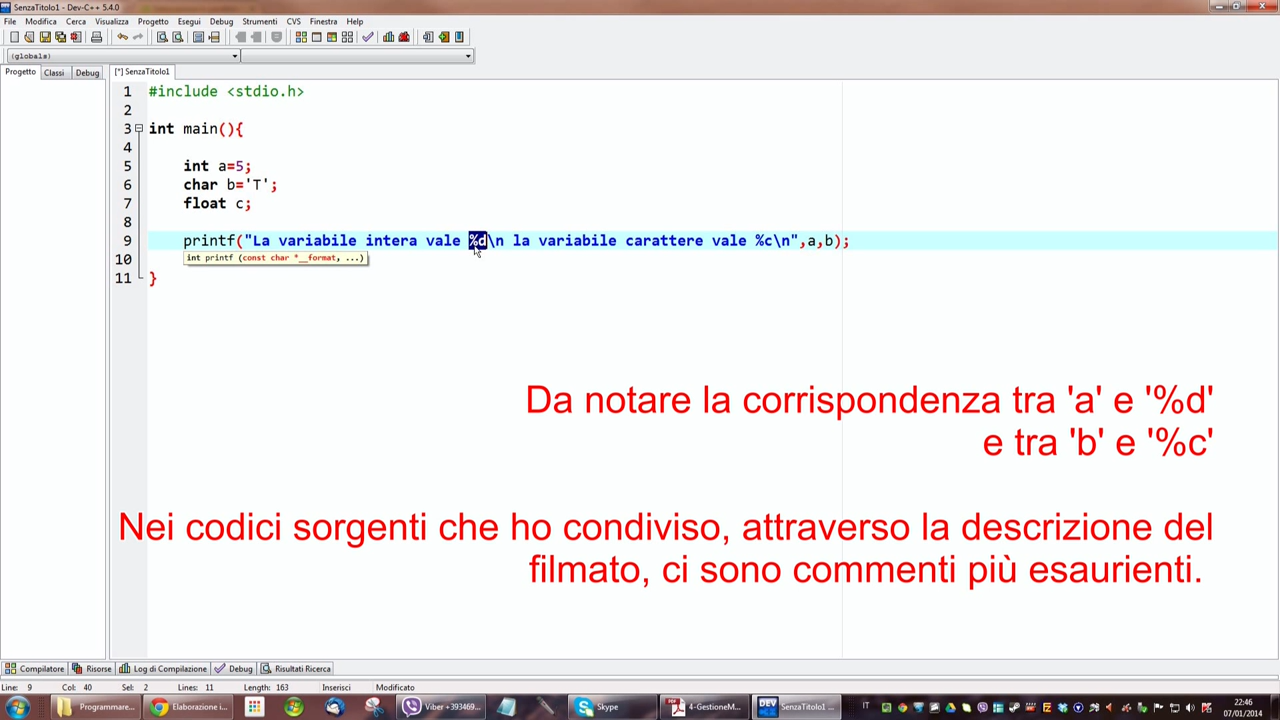 SenzaTitolo1 - Dev-C++ 5.4.0
File Modifica Cerca Visualizza Progetto Esegui Debug Strumenti CVS Finestra Help
(globals)
Progetto Classi Debug [*] SenzaTitolo1
1 #include <stdio.h>
2
3 int main(){
4
5 int a=5;
6 char b='T';
7 float c;
8
9 printf("La variabile intera vale %d\n la variabile carattere vale %c\n",a,b);
int printf (const char *__format, ...)
10
11 }
Da notare la corrispondenza tra 'a' e '%d'
e tra 'b' e '%c'
Nei codici sorgenti che ho condiviso, attraverso la descrizione del
filmato, ci sono commenti più esaurienti.
Compilatore Risorse Log di Compilazione Debug Risultati Ricerca
Line: 9 Col: 40 Sel: 2 Lines: 11 Length: 163 Inserisci Modificato
Programmare... Elaborazione i... Viber +393469... Skype 4-GestioneM... DEV SenzaTitolo1 ... IT 22:46
07/01/2014